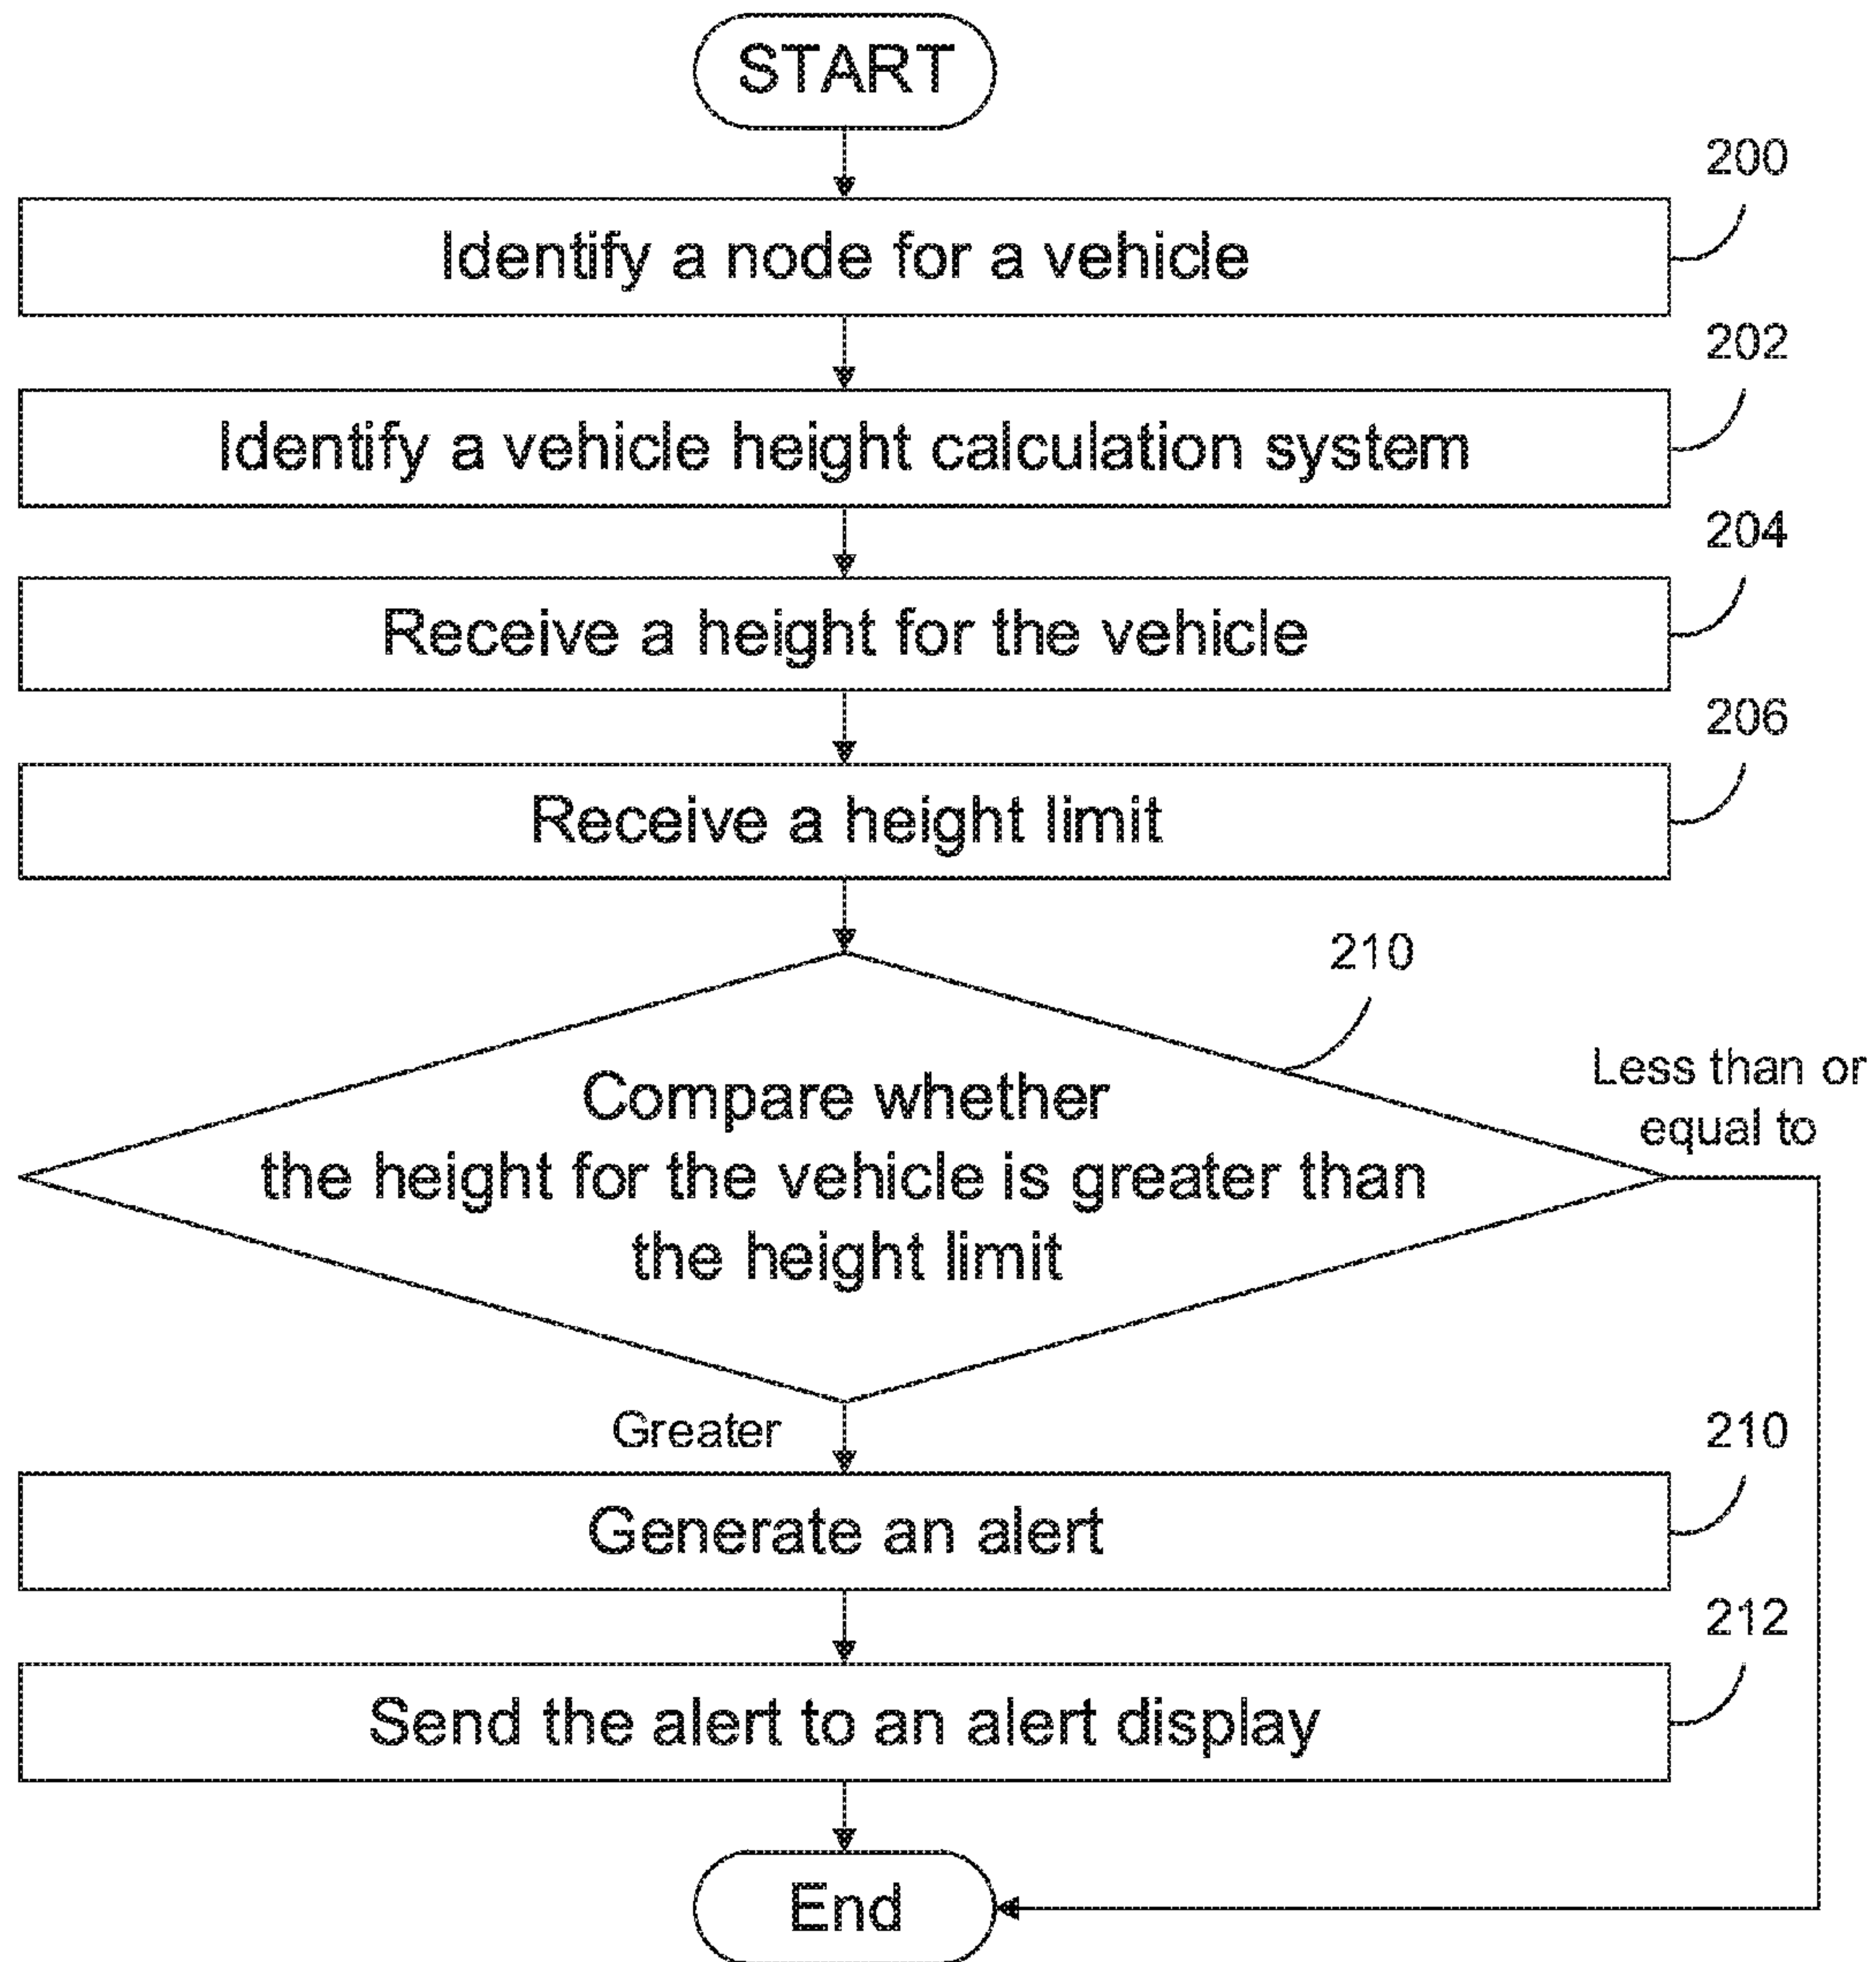 START
200
Identify a node for a vehicle
202
Identify a vehicle height calculation system
204
Receive a height for the vehicle
206
Receive a height limit
210
Less than or
equal to
Compare whether
the height for the vehicle is greater than
the height limit
Greater
210
Generate an alert
212
Send the alert to an alert display
End